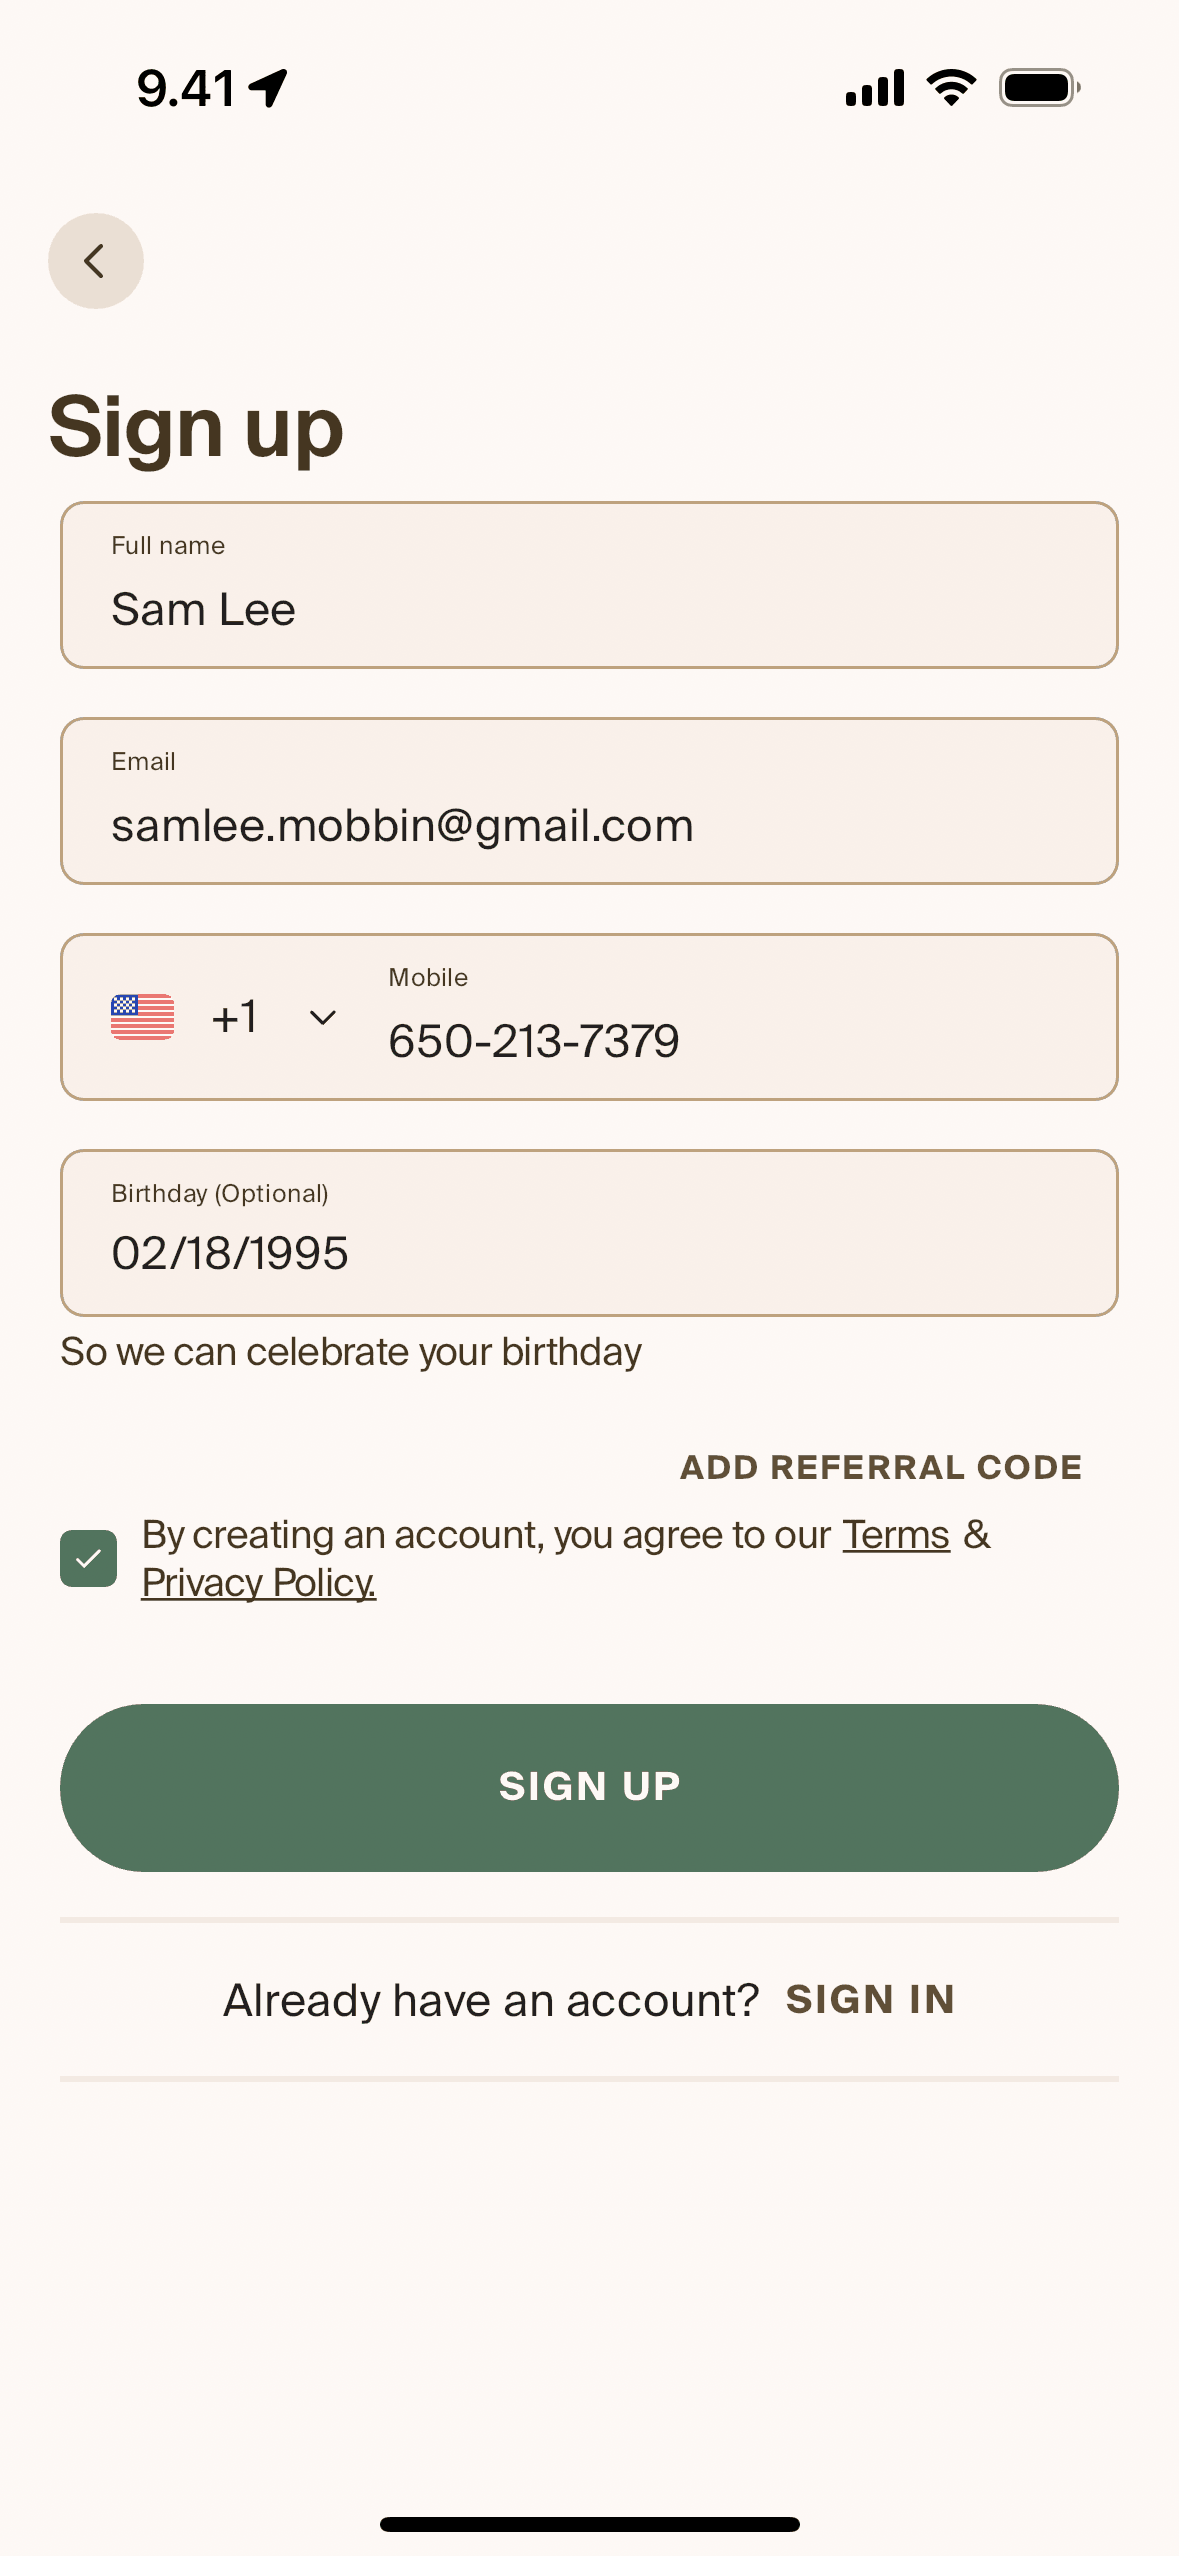 9.41
Sign up
Full name
Sam Lee
Email
samlee.mobbin@gmail.com
+1
Mobile
650-213-7379
Birthday (Optional)
02/18/1995
So we can celebrate your birthday
ADD REFERRAL CODE
By creating an account, you agree to our Terms &
Privacy Policy.
SIGN UP
Already have an account? SIGN IN